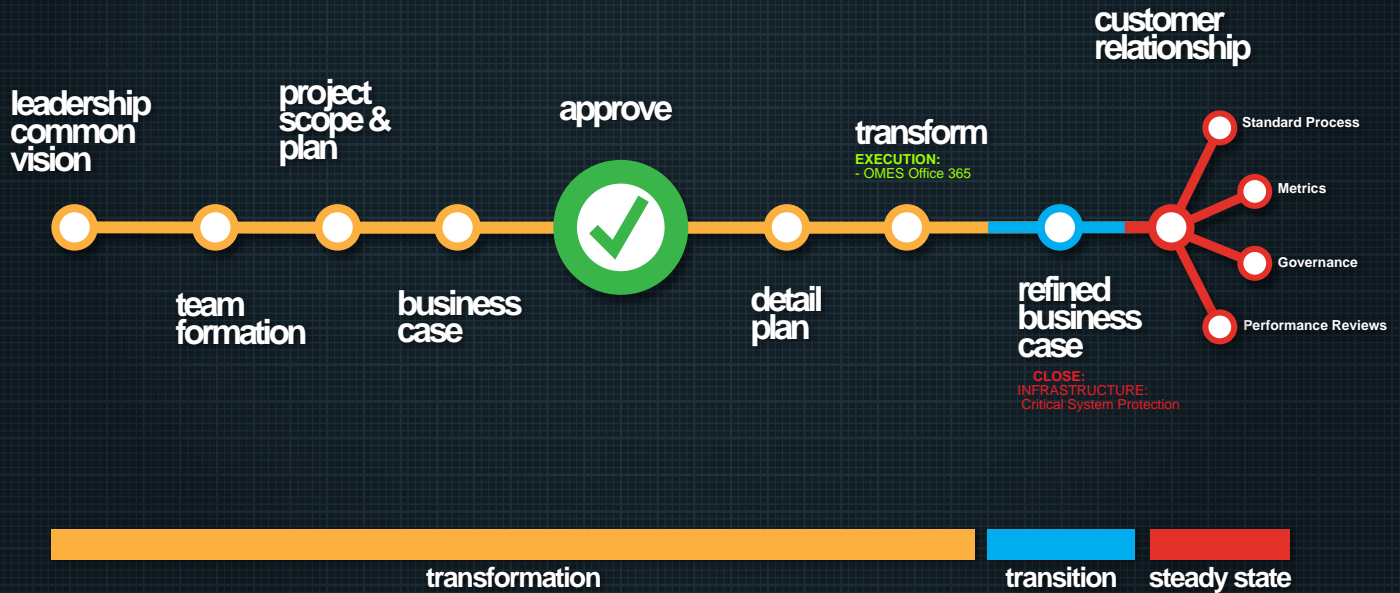 leadership
common
vision
team
formation
project
scope &
plan
business
case
approve
detail
plan
transform
EXECUTION:
- OMES Office 365
refined
business
case
CLOSE:
INFRASTRUCTURE:
Critical System Protection
customer
relationship
Standard Process
Metrics
Governance
Performance Reviews
transformation
transition
steady state